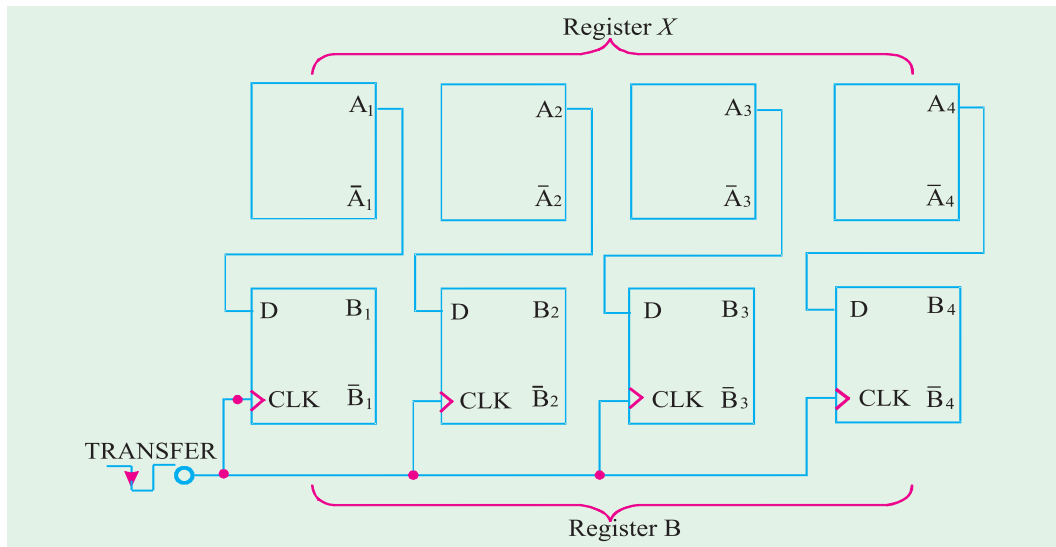 Register X
A1 A2 A3 A4
Ā1 Ā2 Ā3 Ā4
D B1 D B2 D B3 D B4
CLK B̄1 CLK B̄2 CLK B̄3 CLK B̄4
TRANSFER
Register B